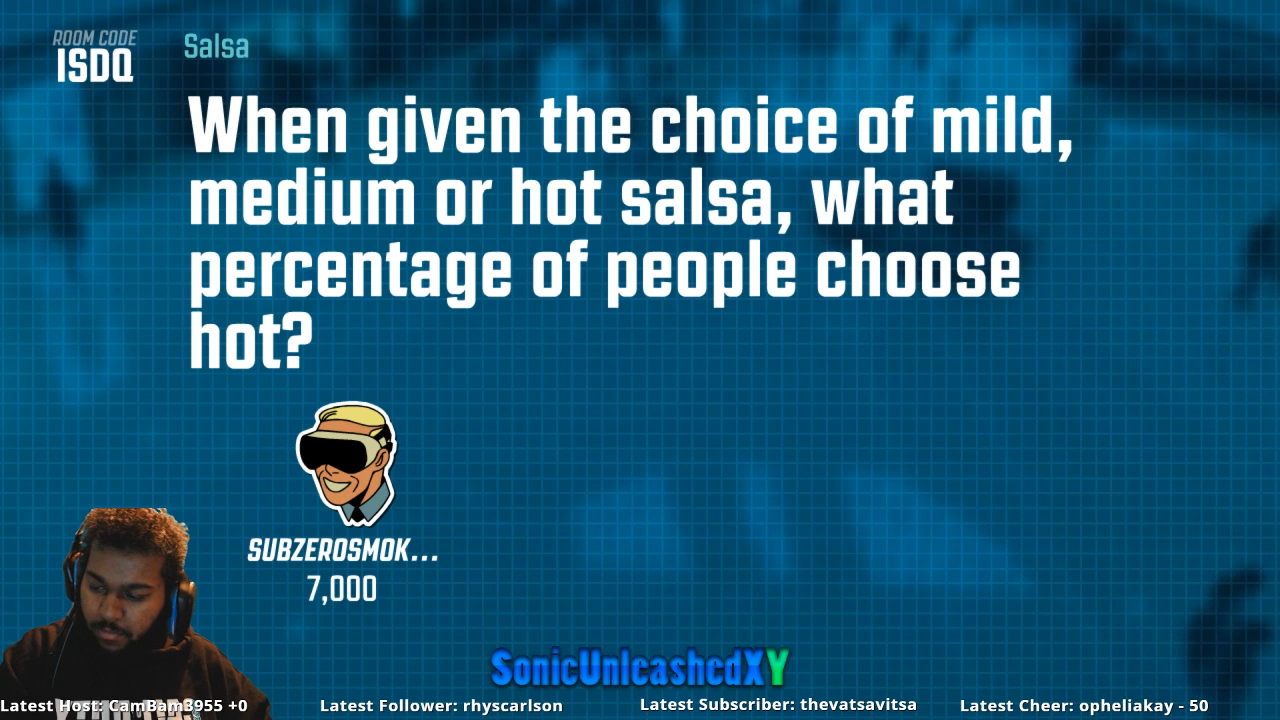 ROOM CODE
ISDQ
Salsa
When given the choice of mild,
medium or hot salsa, what
percentage of people choose
hot?
SUBZEROSMOK...
7,000
SonicUnleashedXY
Latest Host: CamBam3955 +0
Latest Follower: rhyscarlson
Latest Subscriber: thevatsavitsa
Latest Cheer: opheliakay - 50